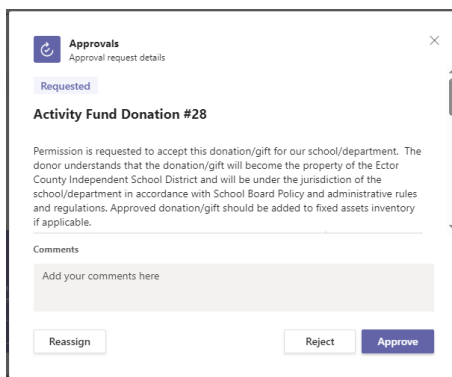 Approvals
Approval request details
Requested
Activity Fund Donation #28
Permission is requested to accept this donation/gift for our school/department. The
donor understands that the donation/gift will become the property of the Ector
County Independent School District and will be under the jurisdiction of the
school/department in accordance with School Board Policy and administrative rules
and regulations. Approved donation/gift should be added to fixed assets inventory
if applicable.
Comments
Add your comments here
Reassign
Reject
Approve